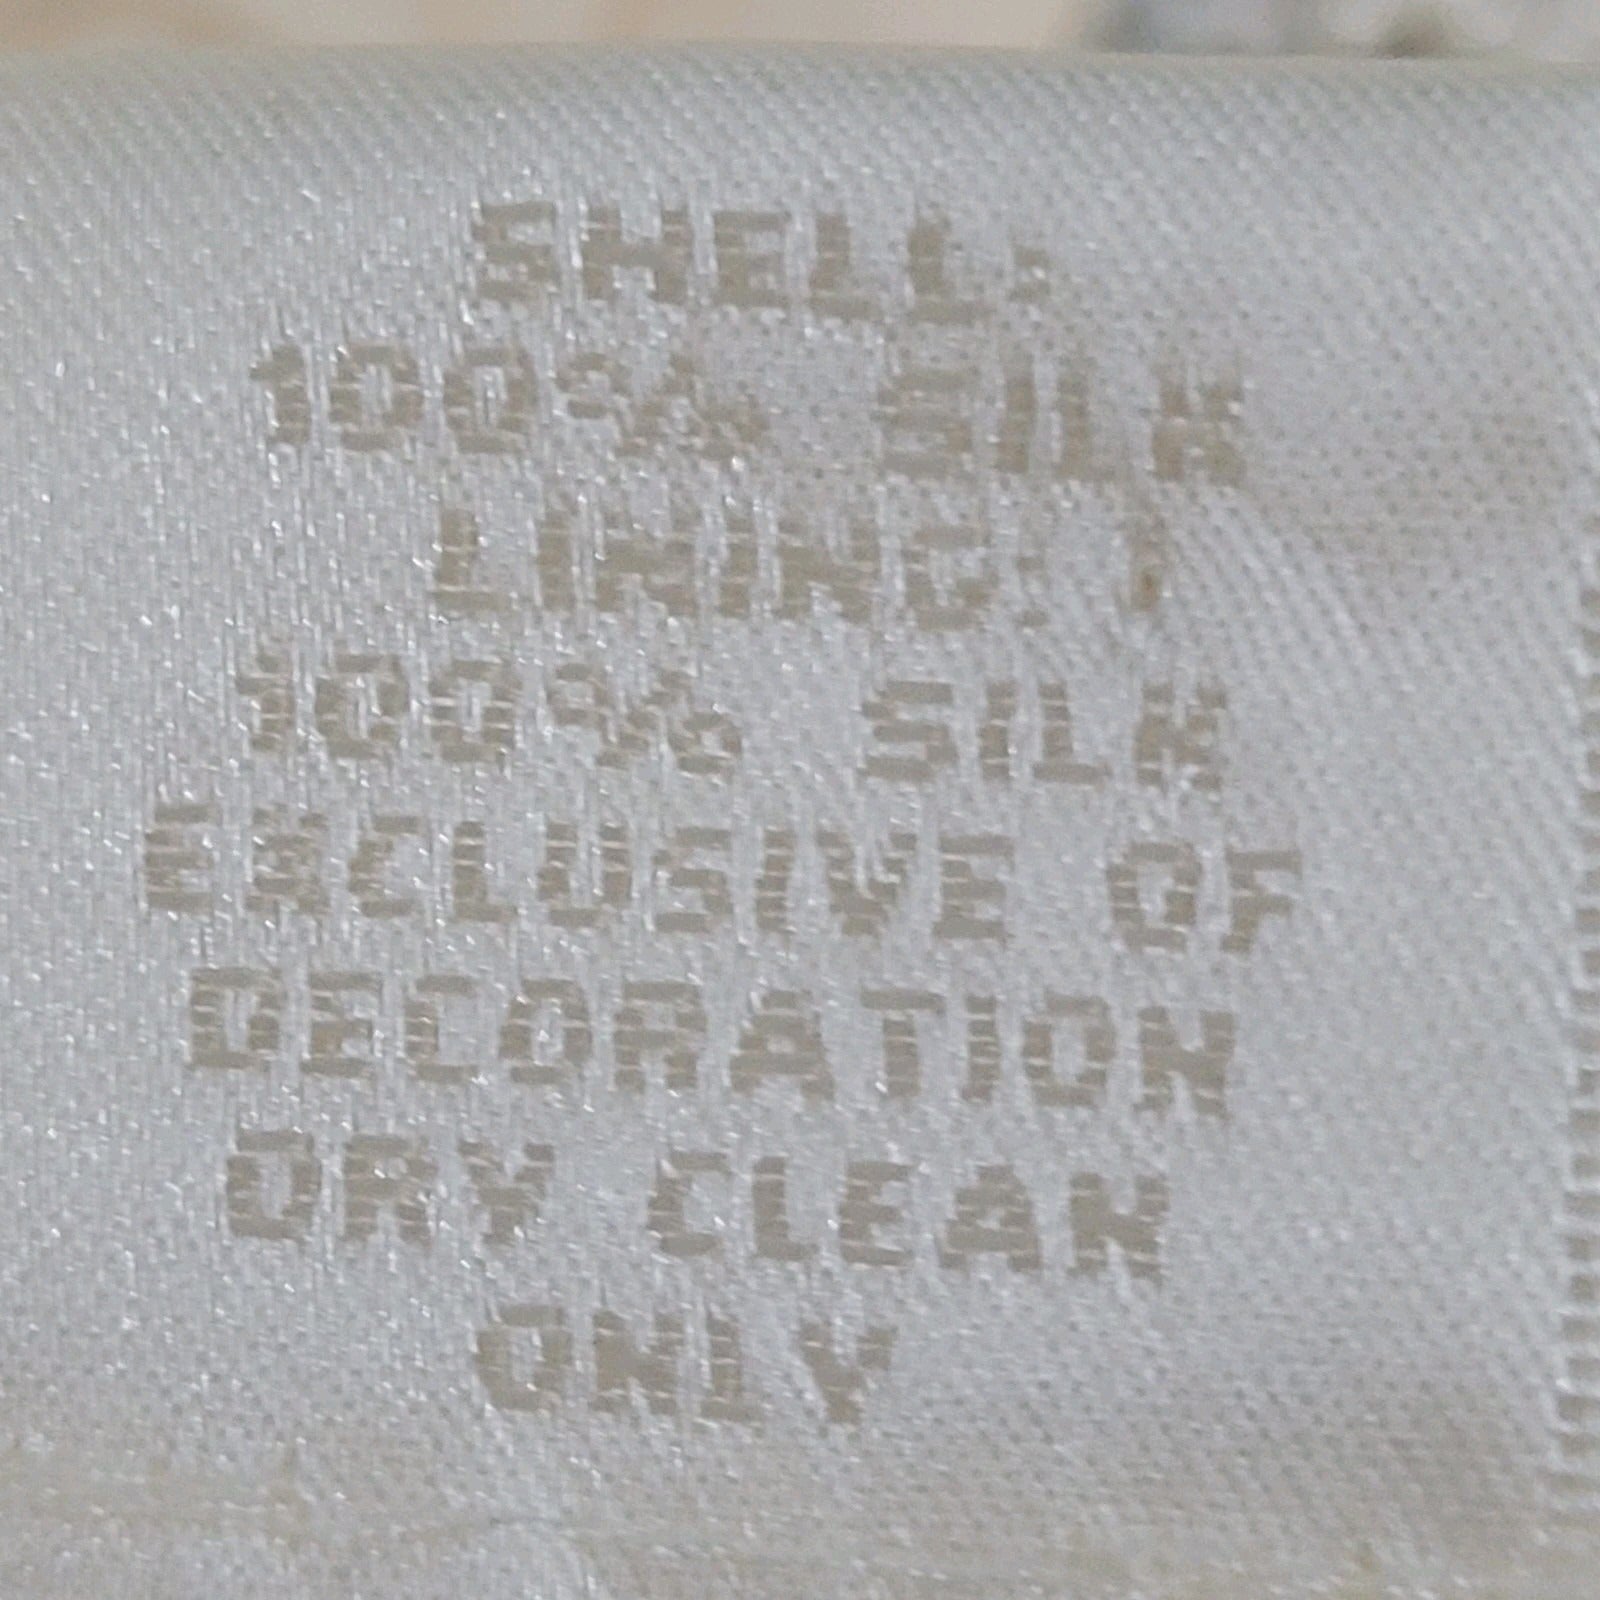 SHELL:
100% SILK
LINING:
100% SILK
EXCLUSIVE OF
DECORATION
DRY CLEAN
ONLY